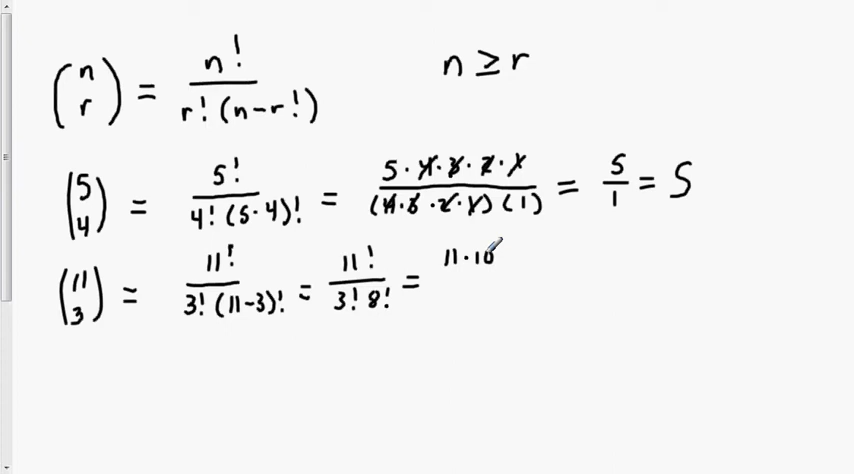 (n r) = n! / r!(n-r!) n ≥ r
(5 4) = 5! / 4!(5·4)! = 5·4·3·2·1 / (4·3·2·1)(1) = 5/1 = 5
(11 3) = 11! / 3!(11-3)! = 11! / 3! 8! = 11·10